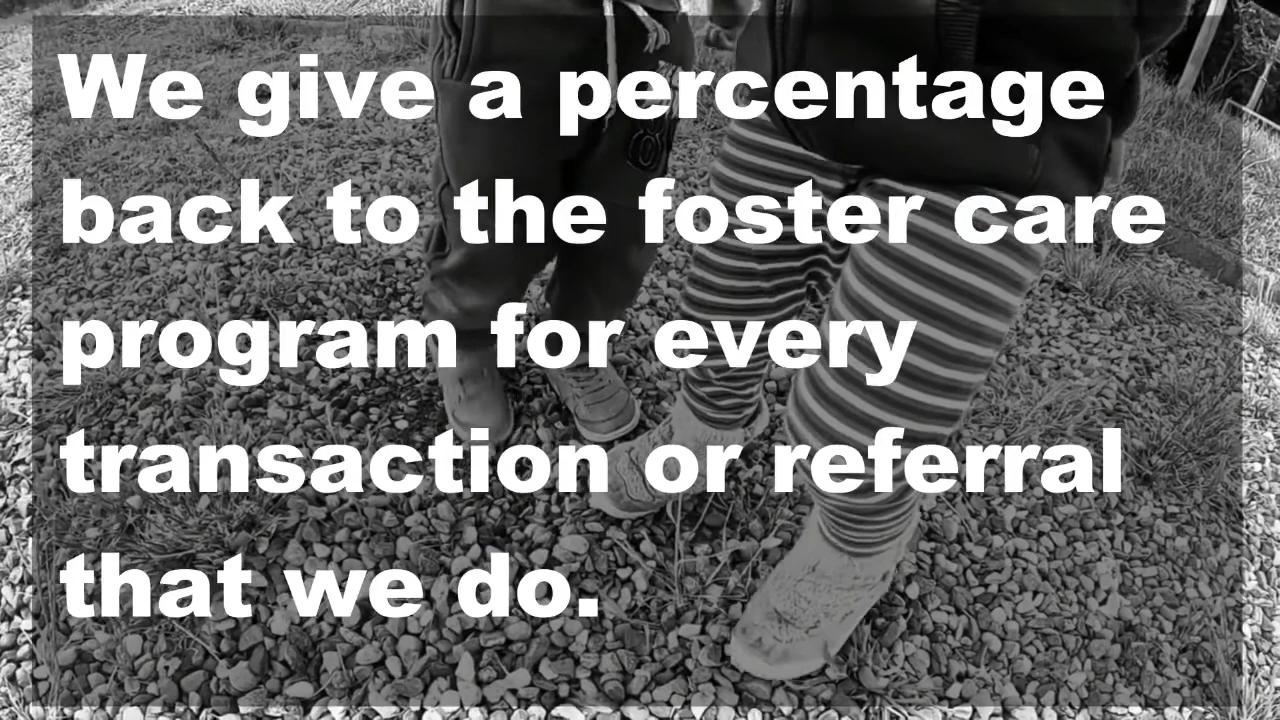 We give a percentage
back to the foster care
program for every
transaction or referral
that we do.